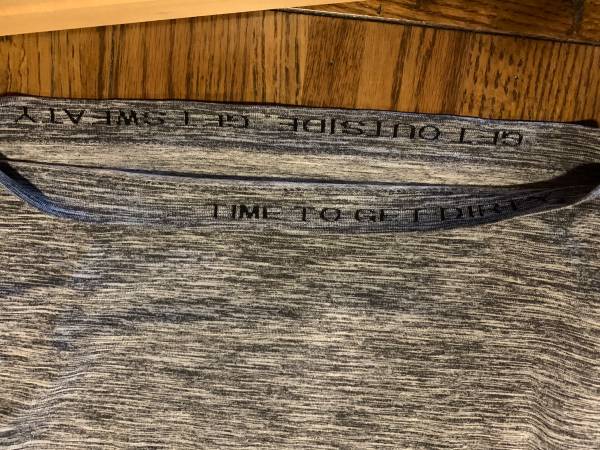 GET OUTSIDE. GET SWEATY
TIME TO GET DIRTY